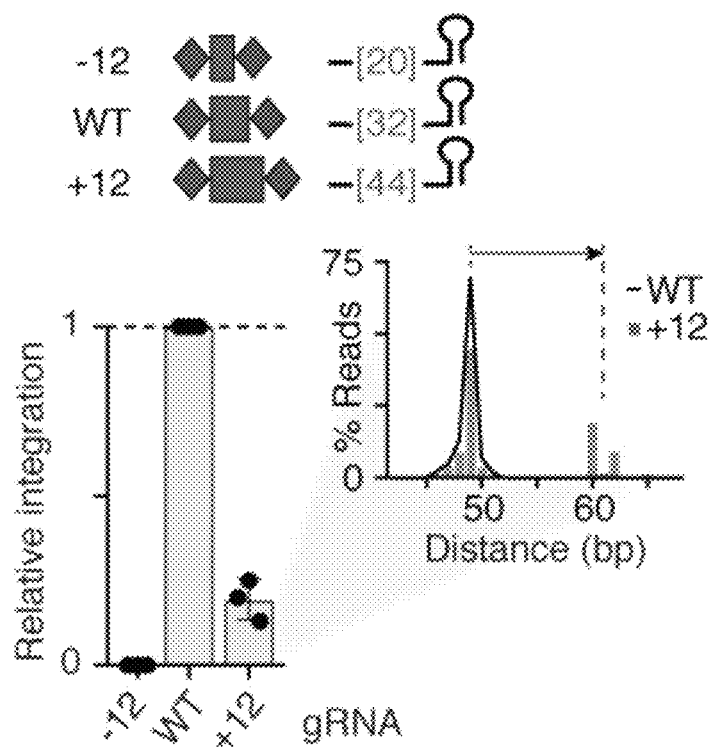 -12 [20]
WT [32]
+12 [44]
75
WT
+12
% Reads
0
50 60
Distance (bp)
1
Relative integration
0
-12 WT +12 gRNA